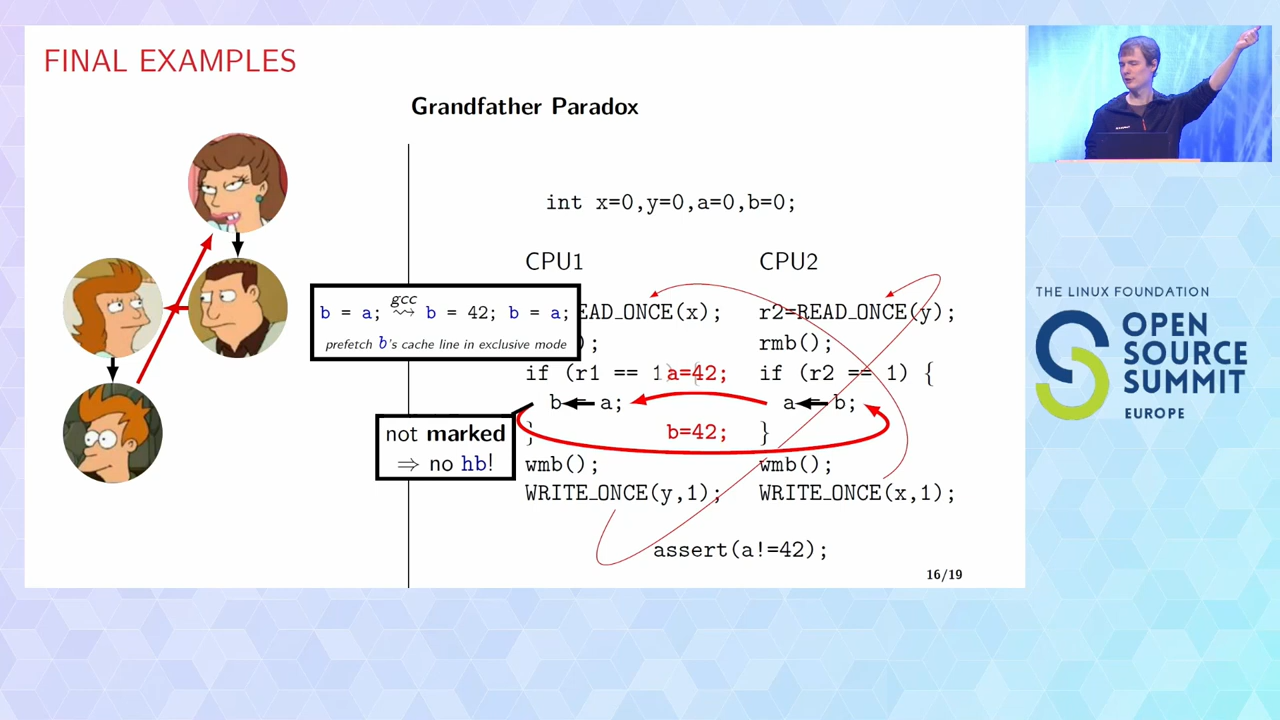 FINAL EXAMPLES
Grandfather Paradox
int x=0,y=0,a=0,b=0;
CPU1
CPU2
b = a; gcc⇝ b = 42; b = a;
prefetch b's cache line in exclusive mode
EAD_ONCE(x);
r2=READ_ONCE(y);
);
rmb();
if (r1 == 1) {
a=42;
if (r2 == 1) {
b a;
a b;
not marked
⇒ no hb!
}
b=42;
}
wmb();
wmb();
WRITE_ONCE(y,1);
WRITE_ONCE(x,1);
assert(a!=42);
16/19
THE LINUX FOUNDATION
OPEN
SOURCE
SUMMIT
EUROPE